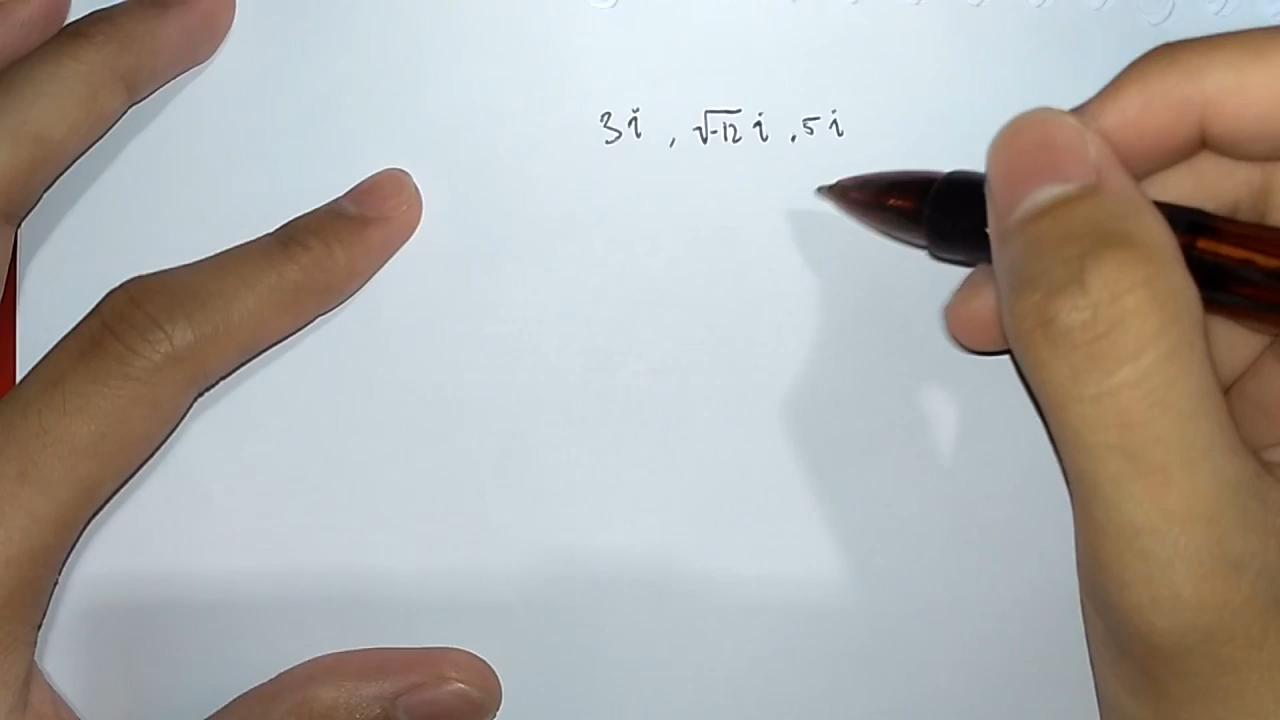 3i, √-12 i, 5i